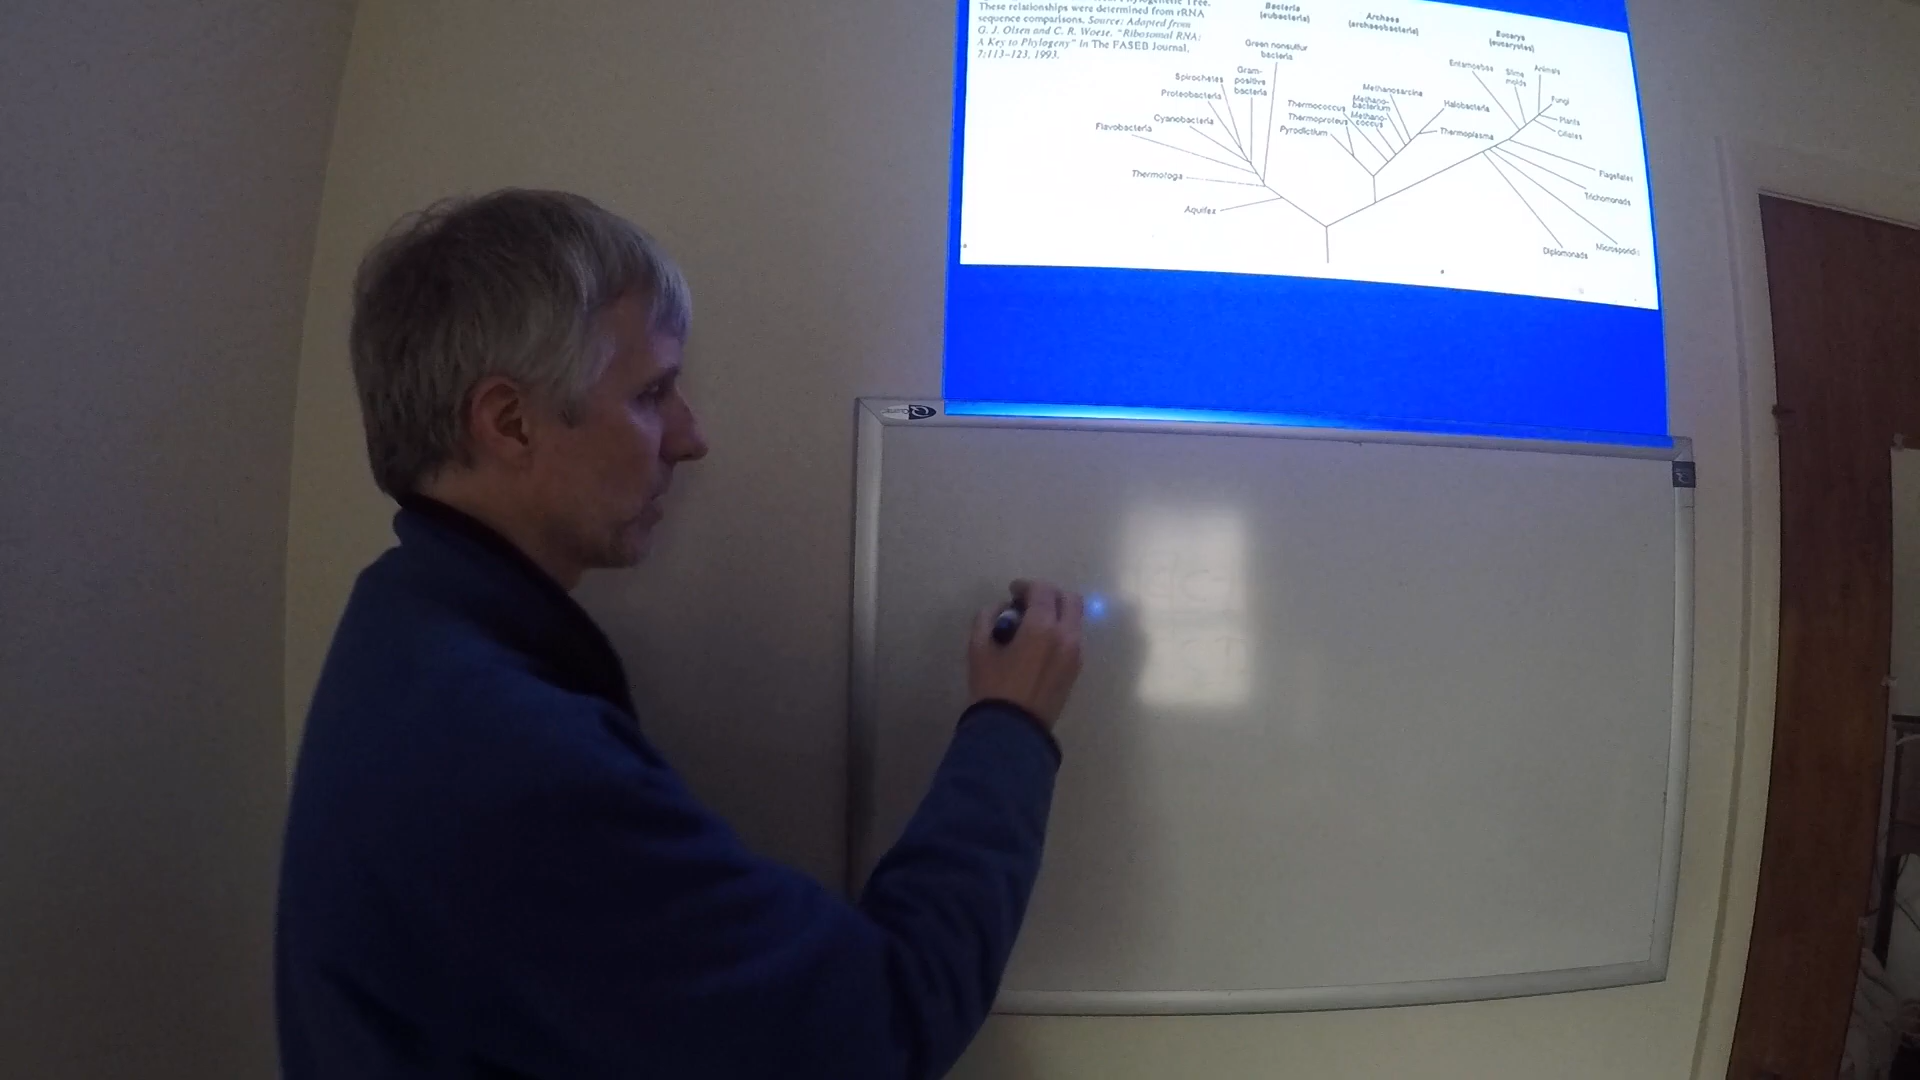 Phylogenetic Tree.
These relationships were determined from rRNA
sequence comparisons. Source: Adapted from
G. J. Olsen and C. R. Woese. "Ribosomal RNA:
A Key to Phylogeny" in The FASEB Journal,
7:113–123, 1993.
Bacteria
(eubacteria)
Archaea
(archaebacteria)
Eucarya
(eucaryotes)
Green nonsulfur
bacteria
Gram-
positive
bacteria
Spirochetes
Proteobacteria
Cyanobacteria
Flavobacteria
Thermotoga
Aquifex
Methanosarcina
Methano-
bacterium
Methano-
coccus
Thermococcus
Thermoproteus
Pyrodictium
Halobacteria
Thermoplasma
Entamoebae
Slime
molds
Animals
Fungi
Plants
Ciliates
Flagellates
Trichomonads
Microsporidi
Diplomonads